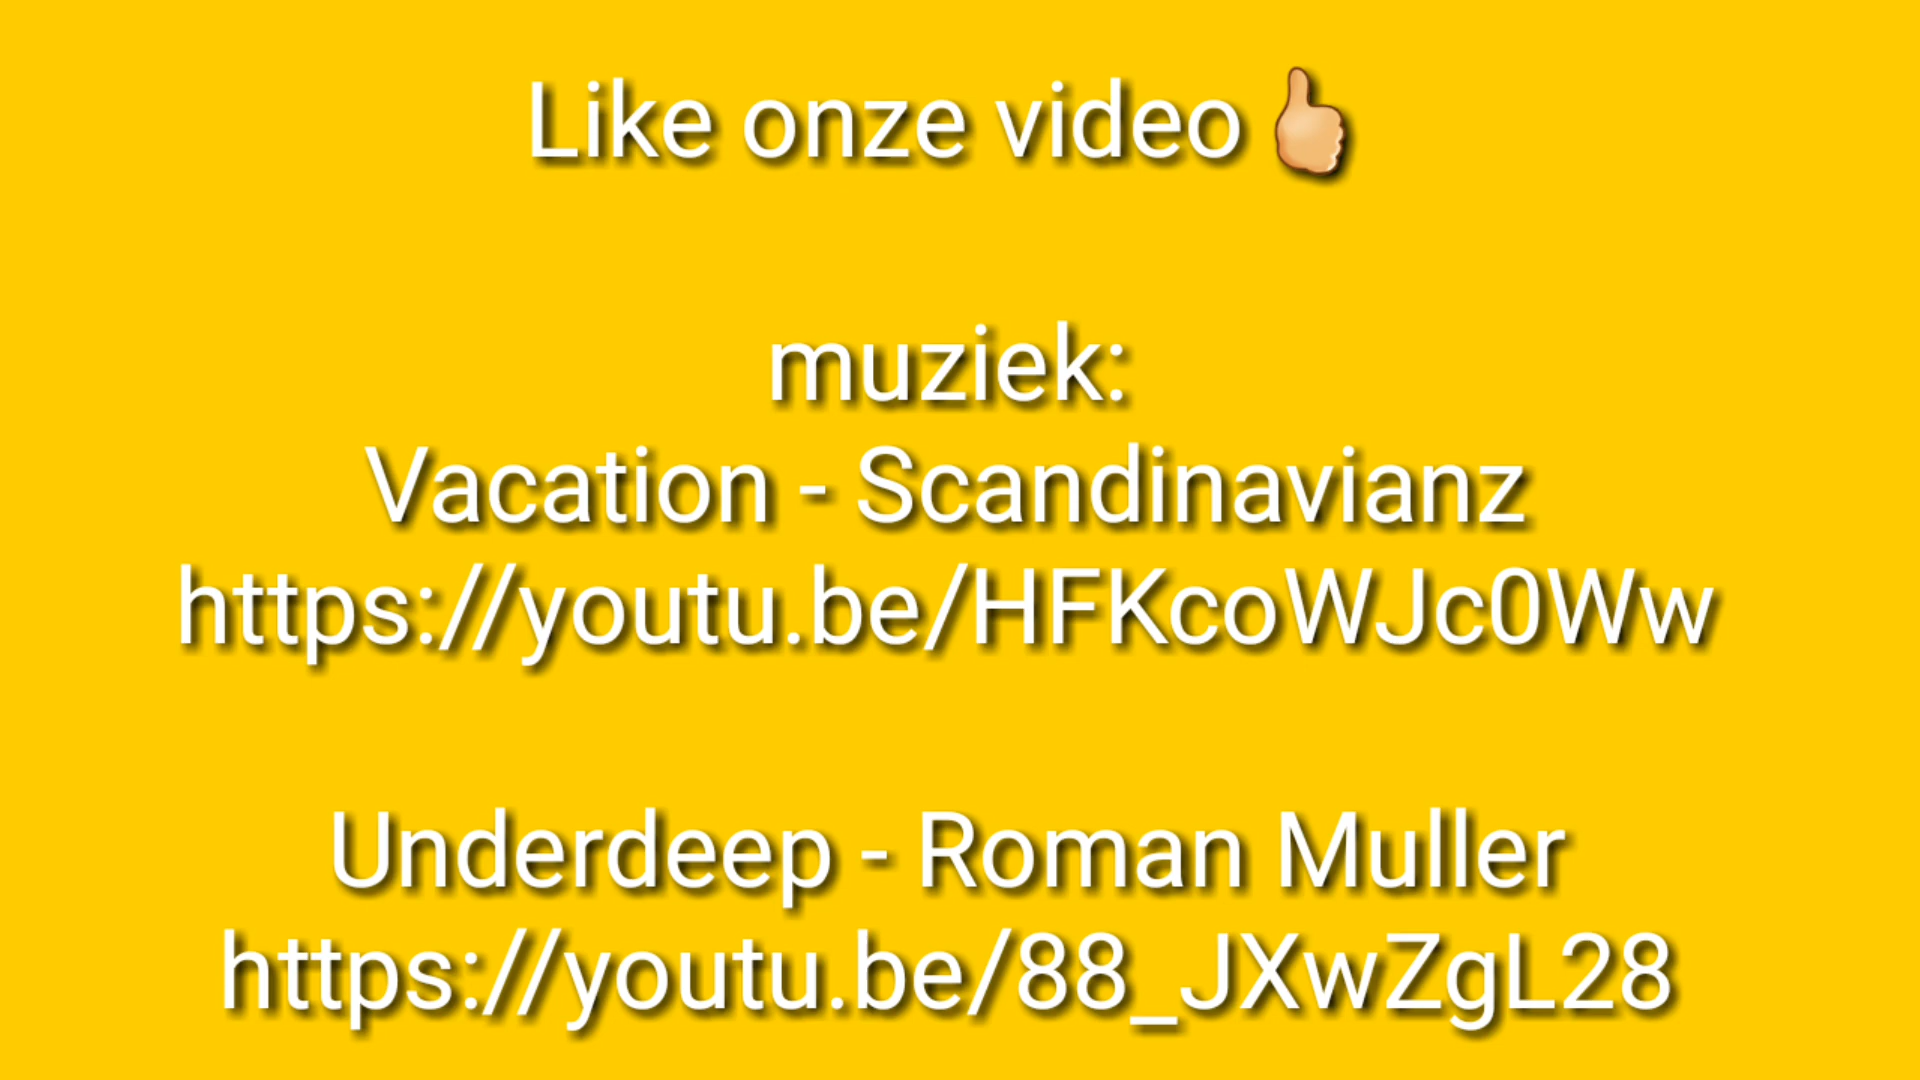 Like onze video👍🏼
muziek:
Vacation - Scandinavianz
https://youtu.be/HFKcoWJc0Ww
Underdeep - Roman Muller
https://youtu.be/88_JXwZgL28